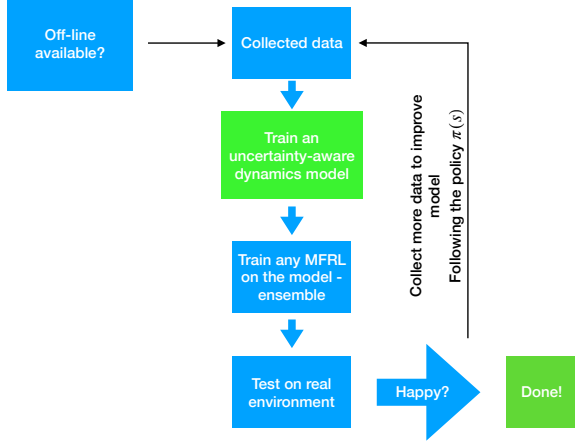 Off-line
available?
Collected data
Train an
uncertainty-aware
dynamics model
Train any MFRL
on the model -
ensemble
Test on real
environment
Happy?
Done!
Collect more data to improve
model
Following the policy π(s)